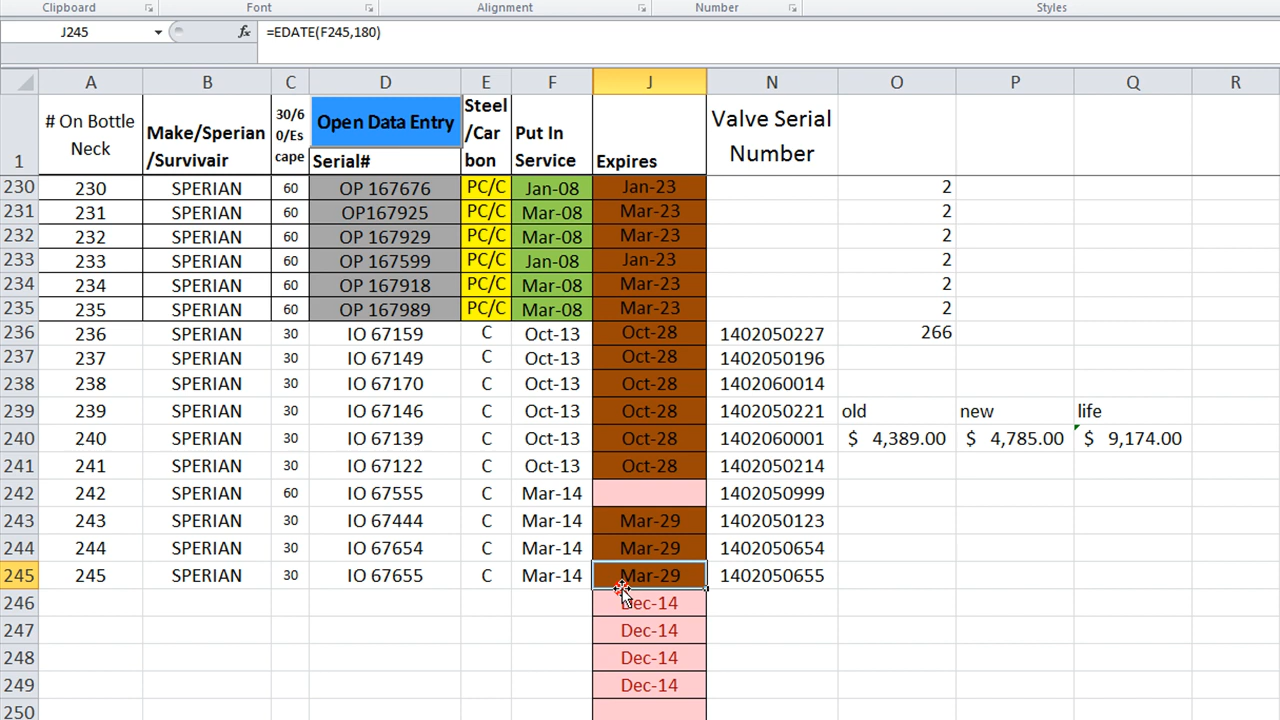 Clipboard Font Alignment Number Styles
J245 fx =EDATE(F245,180)
A B C D E F J N O P Q R
1 # On Bottle Neck Make/Sperian/Survivair 30/60/Escape Open Data Entry Serial# Steel/Carbon Put In Service Expires Valve Serial Number
230 230 SPERIAN 60 OP 167676 PC/C Jan-08 Jan-23 2
231 231 SPERIAN 60 OP167925 PC/C Mar-08 Mar-23 2
232 232 SPERIAN 60 OP 167929 PC/C Mar-08 Mar-23 2
233 233 SPERIAN 60 OP 167599 PC/C Jan-08 Jan-23 2
234 234 SPERIAN 60 OP 167918 PC/C Mar-08 Mar-23 2
235 235 SPERIAN 60 OP 167989 PC/C Mar-08 Mar-23 2
236 236 SPERIAN 30 IO 67159 C Oct-13 Oct-28 1402050227 266
237 237 SPERIAN 30 IO 67149 C Oct-13 Oct-28 1402050196
238 238 SPERIAN 30 IO 67170 C Oct-13 Oct-28 1402060014
239 239 SPERIAN 30 IO 67146 C Oct-13 Oct-28 1402050221 old new life
240 240 SPERIAN 30 IO 67139 C Oct-13 Oct-28 1402060001 $ 4,389.00 $ 4,785.00 $ 9,174.00
241 241 SPERIAN 30 IO 67122 C Oct-13 Oct-28 1402050214
242 242 SPERIAN 60 IO 67555 C Mar-14 1402050999
243 243 SPERIAN 30 IO 67444 C Mar-14 Mar-29 1402050123
244 244 SPERIAN 30 IO 67654 C Mar-14 Mar-29 1402050654
245 245 SPERIAN 30 IO 67655 C Mar-14 Mar-29 1402050655
246 Dec-14
247 Dec-14
248 Dec-14
249 Dec-14
250